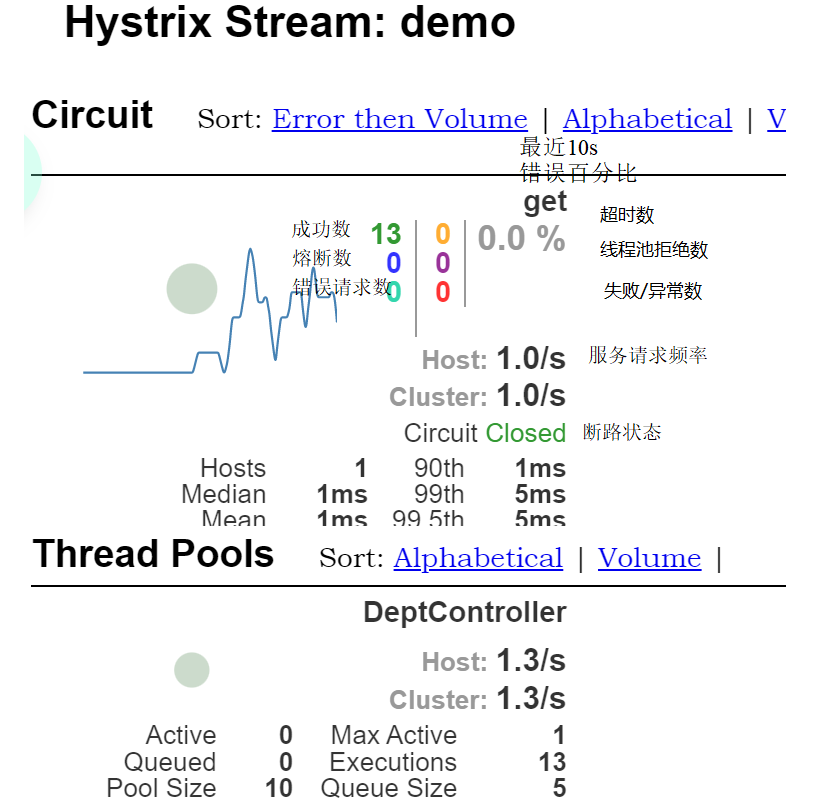 Hystrix Stream: demo
Circuit Sort: Error then Volume | Alphabetical | V
最近10s
错误百分比
get
成功数 13 0 0.0 % 超时数
熔断数 0 0 线程池拒绝数
错误请求数 0 0 失败/异常数
Host: 1.0/s 服务请求频率
Cluster: 1.0/s
Circuit Closed 断路状态
Hosts 1 90th 1ms
Median 1ms 99th 5ms
Mean 1ms 99.5th 5ms
Thread Pools Sort: Alphabetical | Volume |
DeptController
Host: 1.3/s
Cluster: 1.3/s
Active 0 Max Active 1
Queued 0 Executions 13
Pool Size 10 Queue Size 5